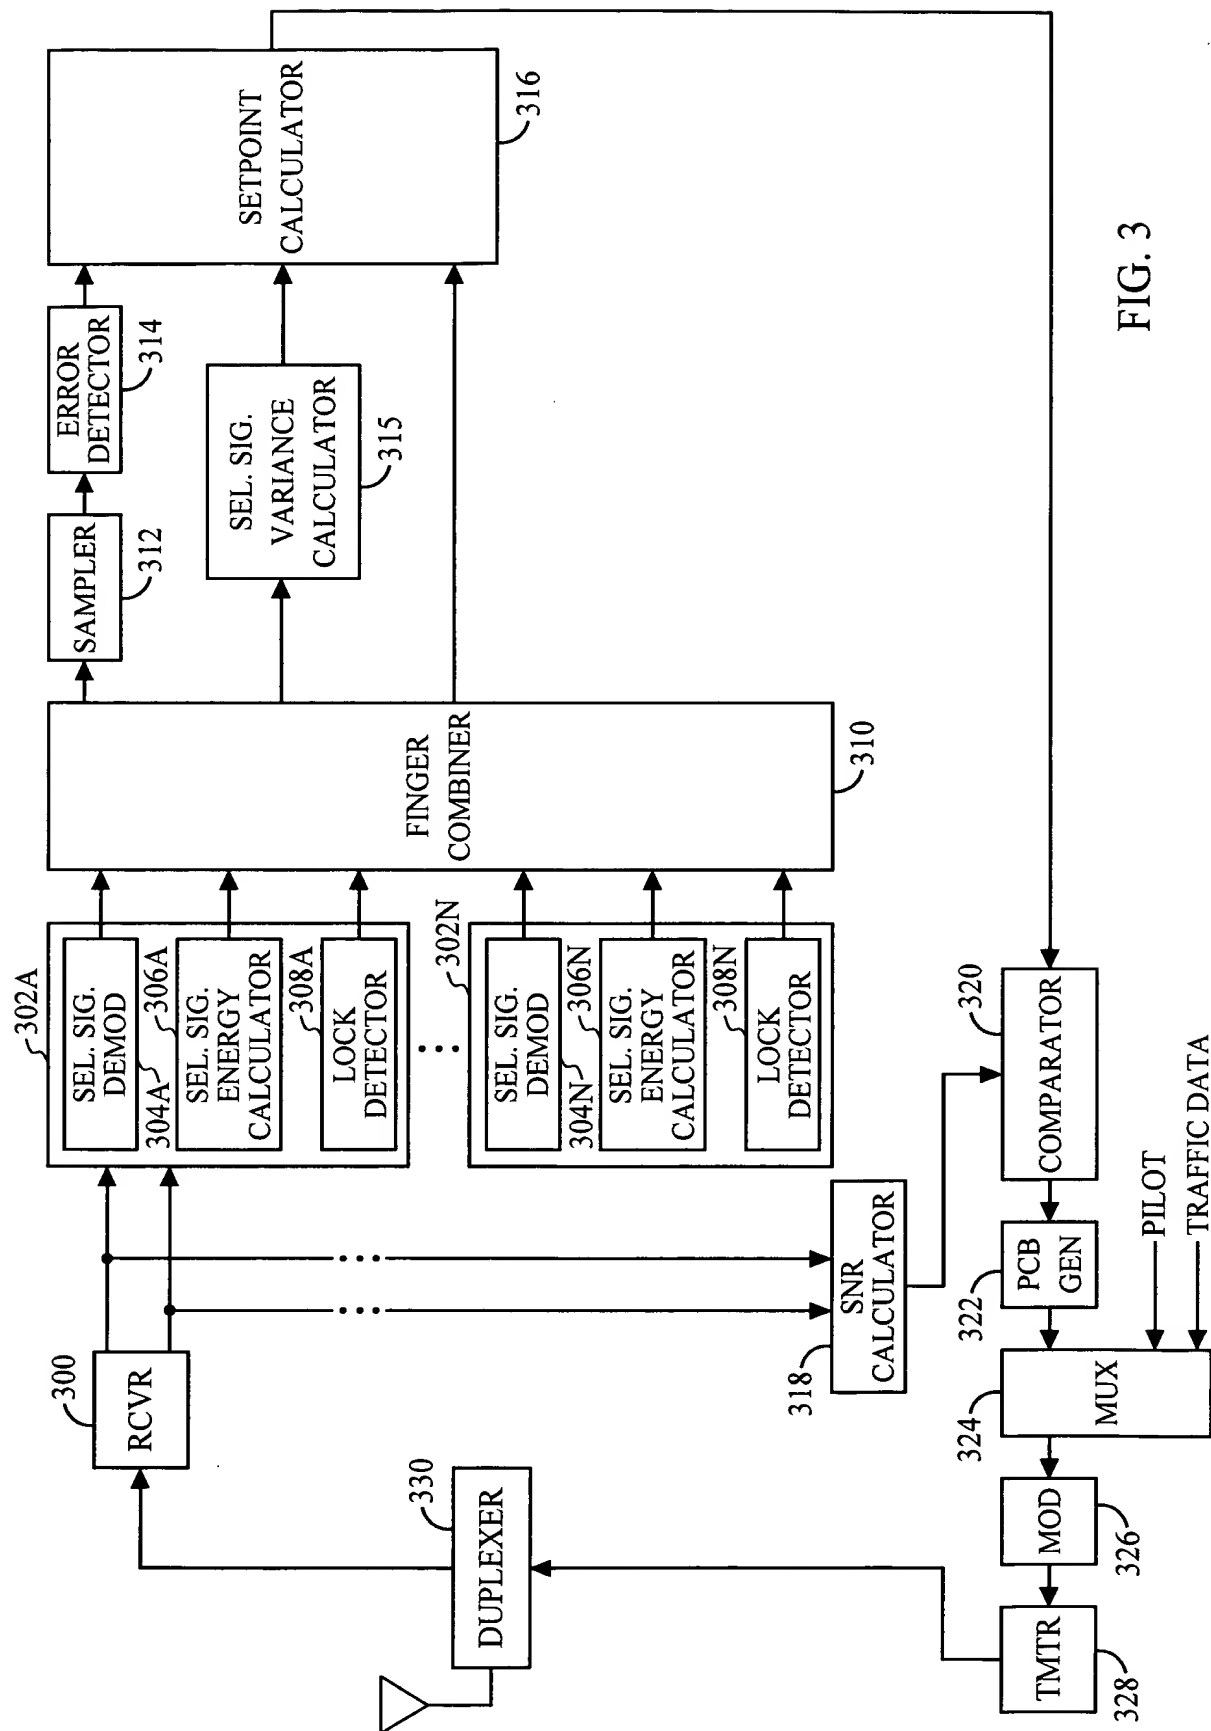 RCVR
300
302A
SEL. SIG.
DEMOD
304A
306A
SEL. SIG.
ENERGY
CALCULATOR
308A
LOCK
DETECTOR
302N
SEL. SIG.
DEMOD
304N
306N
SEL. SIG.
ENERGY
CALCULATOR
308N
LOCK
DETECTOR
FINGER
COMBINER
310
SAMPLER
312
ERROR
DETECTOR
314
SEL. SIG.
VARIANCE
CALCULATOR
315
SETPOINT
CALCULATOR
316
DUPLEXER
330
SNR
CALCULATOR
318
TMTR
328
MOD
326
MUX
324
PCB
GEN
322
COMPARATOR
320
PILOT
TRAFFIC DATA
FIG. 3